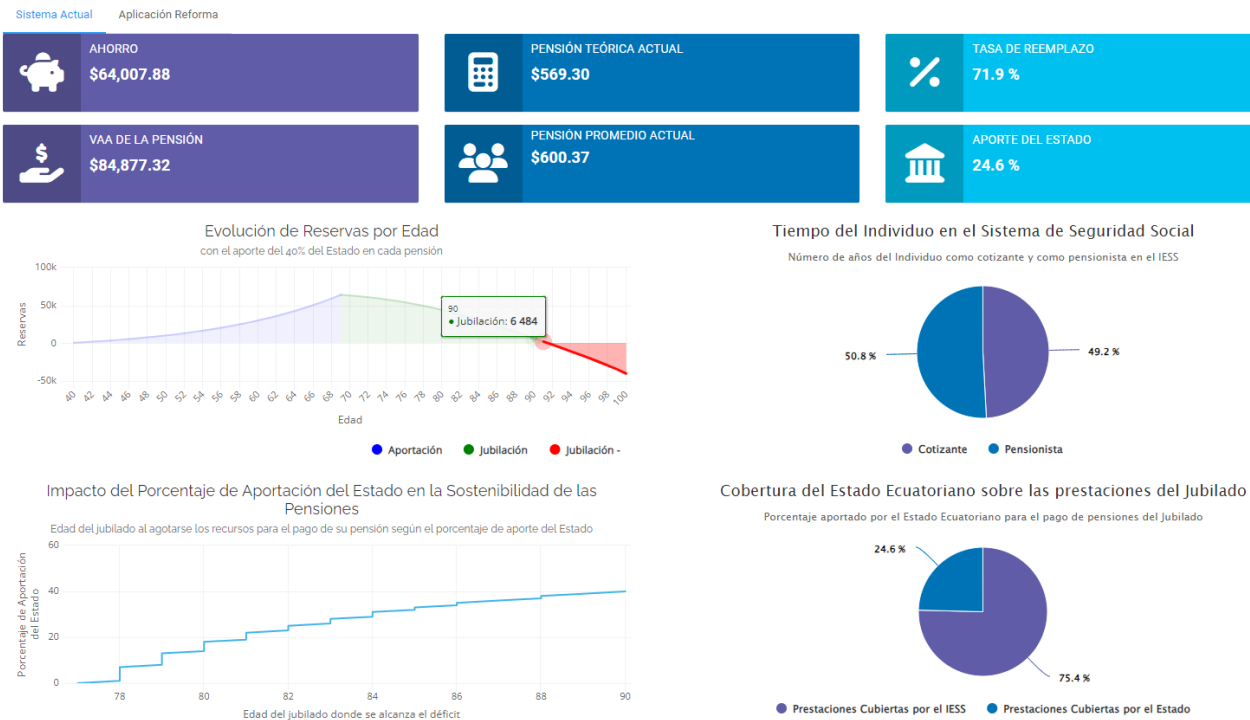 Sistema Actual Aplicación Reforma
AHORRO
$64,007.88
PENSIÓN TEÓRICA ACTUAL
$569.30
TASA DE REEMPLAZO
71.9 %
VAA DE LA PENSIÓN
$84,877.32
PENSIÓN PROMEDIO ACTUAL
$600.37
APORTE DEL ESTADO
24.6 %
Evolución de Reservas por Edad
con el aporte del 40% del Estado en cada pensión
100k
50k
0
-50k
Reservas
90
● Jubilación: 6 484
40 42 44 46 48 50 52 54 56 58 60 62 64 66 68 70 72 74 76 78 80 82 84 86 88 90 92 94 96 98 100
Edad
Aportación Jubilación Jubilación -
Tiempo del Individuo en el Sistema de Seguridad Social
Número de años del Individuo como cotizante y como pensionista en el IESS
50.8 %
49.2 %
Cotizante Pensionista
Impacto del Porcentaje de Aportación del Estado en la Sostenibilidad de las
Pensiones
Edad del jubilado al agotarse los recursos para el pago de su pensión según el porcentaje de aporte del Estado
Porcentaje de Aportación
del Estado
60
40
20
0
78 80 82 84 86 88 90
Edad del jubilado donde se alcanza el déficit
Cobertura del Estado Ecuatoriano sobre las prestaciones del Jubilado
Porcentaje aportado por el Estado Ecuatoriano para el pago de pensiones del Jubilado
24.6 %
75.4 %
Prestaciones Cubiertas por el IESS Prestaciones Cubiertas por el Estado